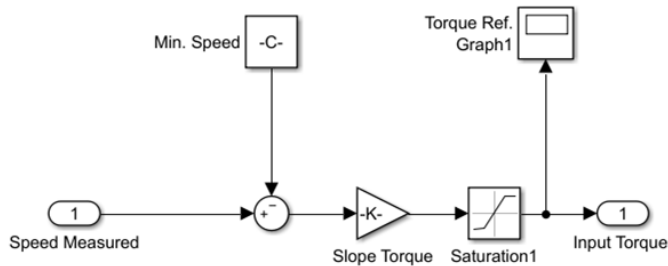 Torque Ref.
Graph1
Min. Speed
-C-
1
+
−
-K-
1
Speed Measured
Slope Torque
Saturation1
Input Torque